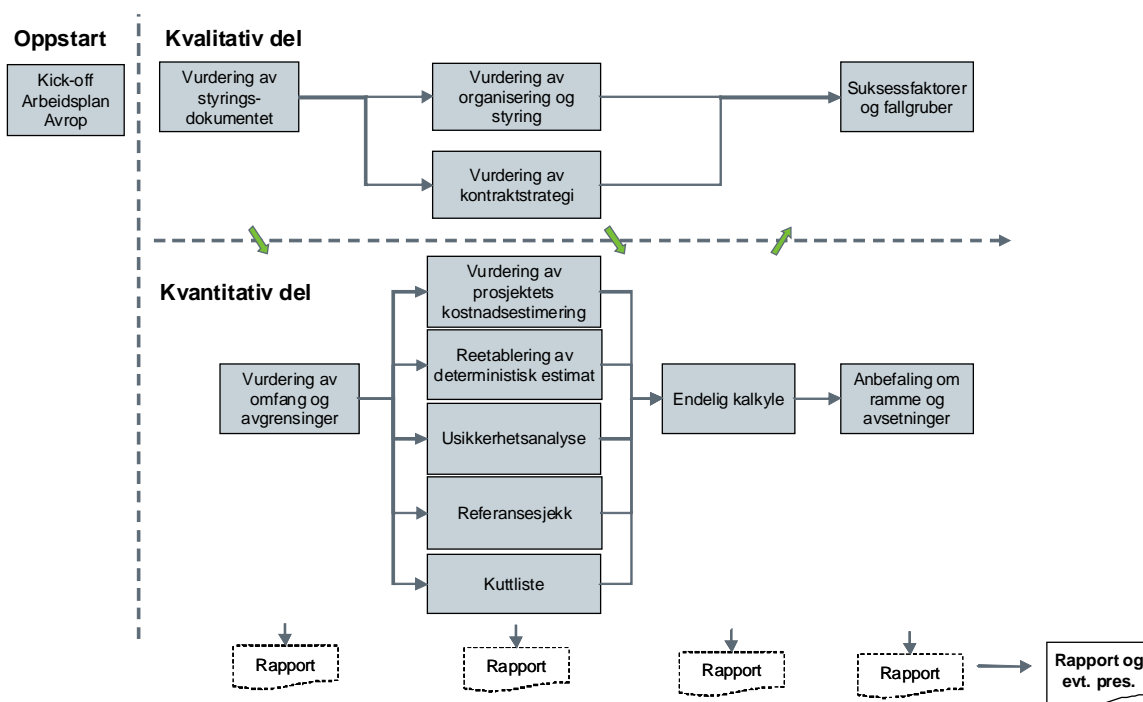 Oppstart
Kick-off
Arbeidsplan
Avrop
Kvalitativ del
Vurdering av
styrings-
dokumentet
Vurdering av
organisering og
styring
Vurdering av
kontraktstrategi
Suksessfaktorer
og fallgruber
Kvantitativ del
Vurdering av
omfang og
avgrensinger
Vurdering av
prosjektets
kostnadsestimering
Reetablering av
deterministisk estimat
Usikkerhetsanalyse
Referansesjekk
Kuttliste
Endelig kalkyle
Anbefaling om
ramme og
avsetninger
Rapport
Rapport
Rapport
Rapport
Rapport og
evt. pres.